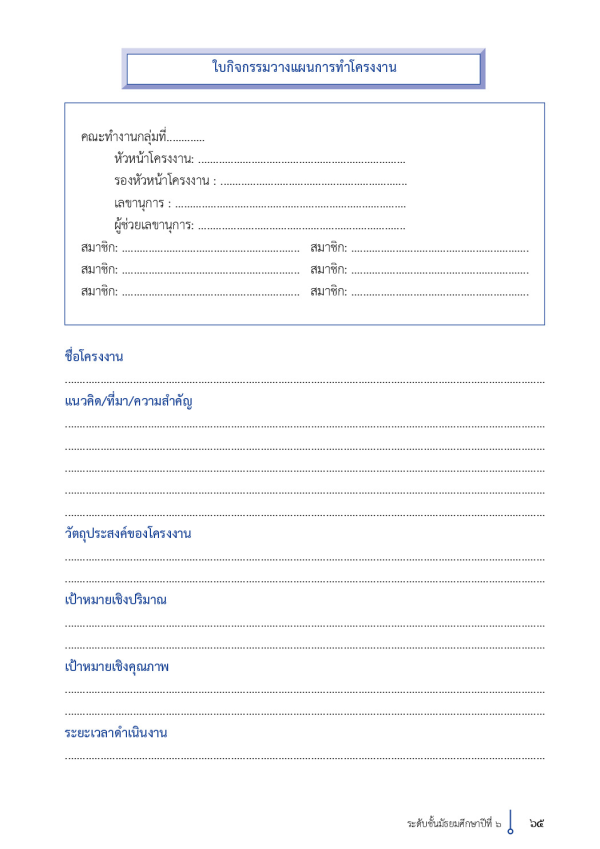 ใบกิจกรรมวางแผนการทำโครงงาน
คณะทำงานกลุ่มที่.............
หัวหน้าโครงงาน: ......................................................................
รองหัวหน้าโครงงาน : ...............................................................
เลขานุการ : ..............................................................................
ผู้ช่วยเลขานุการ: ......................................................................
สมาชิก: ............................................................ สมาชิก: ............................................................
สมาชิก: ............................................................ สมาชิก: ............................................................
สมาชิก: ............................................................ สมาชิก: ............................................................
ชื่อโครงงาน
แนวคิด/ที่มา/ความสำคัญ
วัตถุประสงค์ของโครงงาน
เป้าหมายเชิงปริมาณ
เป้าหมายเชิงคุณภาพ
ระยะเวลาดำเนินงาน
ระดับชั้นมัธยมศึกษาปีที่ ๖ ๖๕